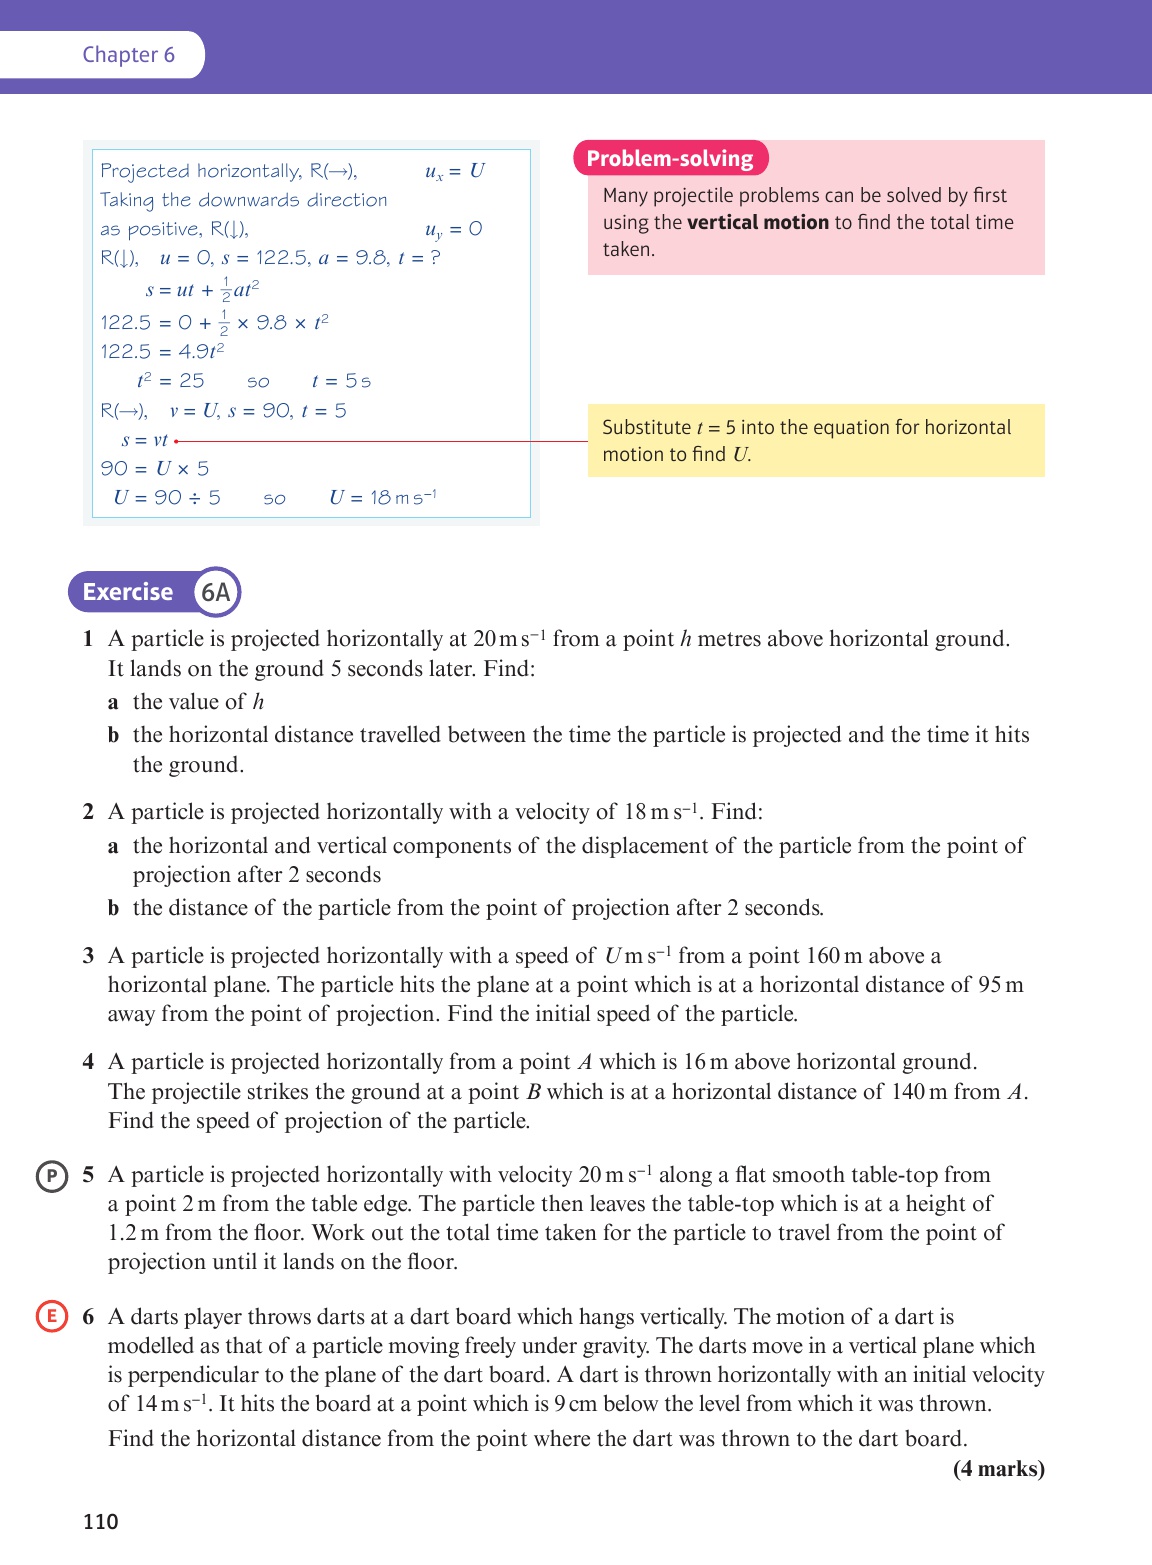 Chapter 6
Projected horizontally, R(→), uₓ = U
Taking the downwards direction
as positive, R(↓), u_y = 0
R(↓), u = 0, s = 122.5, a = 9.8, t = ?
s = ut + ½at²
122.5 = 0 + ½ × 9.8 × t²
122.5 = 4.9t²
t² = 25 so t = 5 s
R(→), v = U, s = 90, t = 5
s = vt
90 = U × 5
U = 90 ÷ 5 so U = 18 m s⁻¹
Problem-solving
Many projectile problems can be solved by first
using the vertical motion to find the total time
taken.
Substitute t = 5 into the equation for horizontal
motion to find U.
Exercise 6A
1 A particle is projected horizontally at 20 m s⁻¹ from a point h metres above horizontal ground.
It lands on the ground 5 seconds later. Find:
a the value of h
b the horizontal distance travelled between the time the particle is projected and the time it hits
the ground.
2 A particle is projected horizontally with a velocity of 18 m s⁻¹. Find:
a the horizontal and vertical components of the displacement of the particle from the point of
projection after 2 seconds
b the distance of the particle from the point of projection after 2 seconds.
3 A particle is projected horizontally with a speed of U m s⁻¹ from a point 160 m above a
horizontal plane. The particle hits the plane at a point which is at a horizontal distance of 95 m
away from the point of projection. Find the initial speed of the particle.
4 A particle is projected horizontally from a point A which is 16 m above horizontal ground.
The projectile strikes the ground at a point B which is at a horizontal distance of 140 m from A.
Find the speed of projection of the particle.
P 5 A particle is projected horizontally with velocity 20 m s⁻¹ along a flat smooth table-top from
a point 2 m from the table edge. The particle then leaves the table-top which is at a height of
1.2 m from the floor. Work out the total time taken for the particle to travel from the point of
projection until it lands on the floor.
E 6 A darts player throws darts at a dart board which hangs vertically. The motion of a dart is
modelled as that of a particle moving freely under gravity. The darts move in a vertical plane which
is perpendicular to the plane of the dart board. A dart is thrown horizontally with an initial velocity
of 14 m s⁻¹. It hits the board at a point which is 9 cm below the level from which it was thrown.
Find the horizontal distance from the point where the dart was thrown to the dart board.
(4 marks)
110